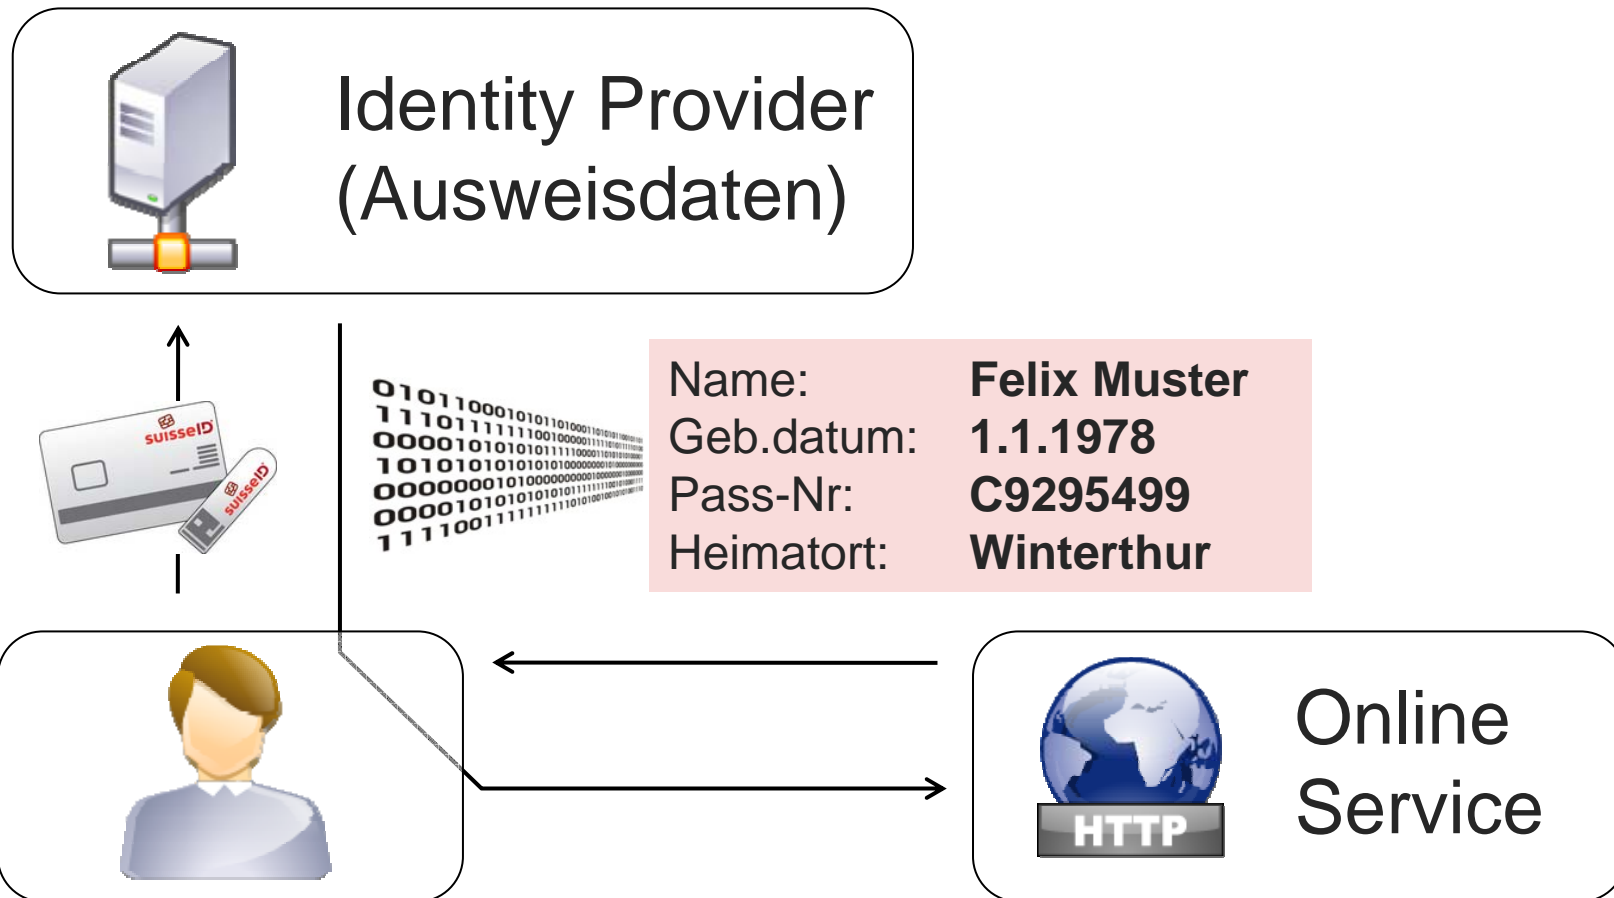 Identity Provider
(Ausweisdaten)
Name: Felix Muster
Geb.datum: 1.1.1978
Pass-Nr: C9295499
Heimatort: Winterthur
suisseID
suisseID
Online
Service
HTTP